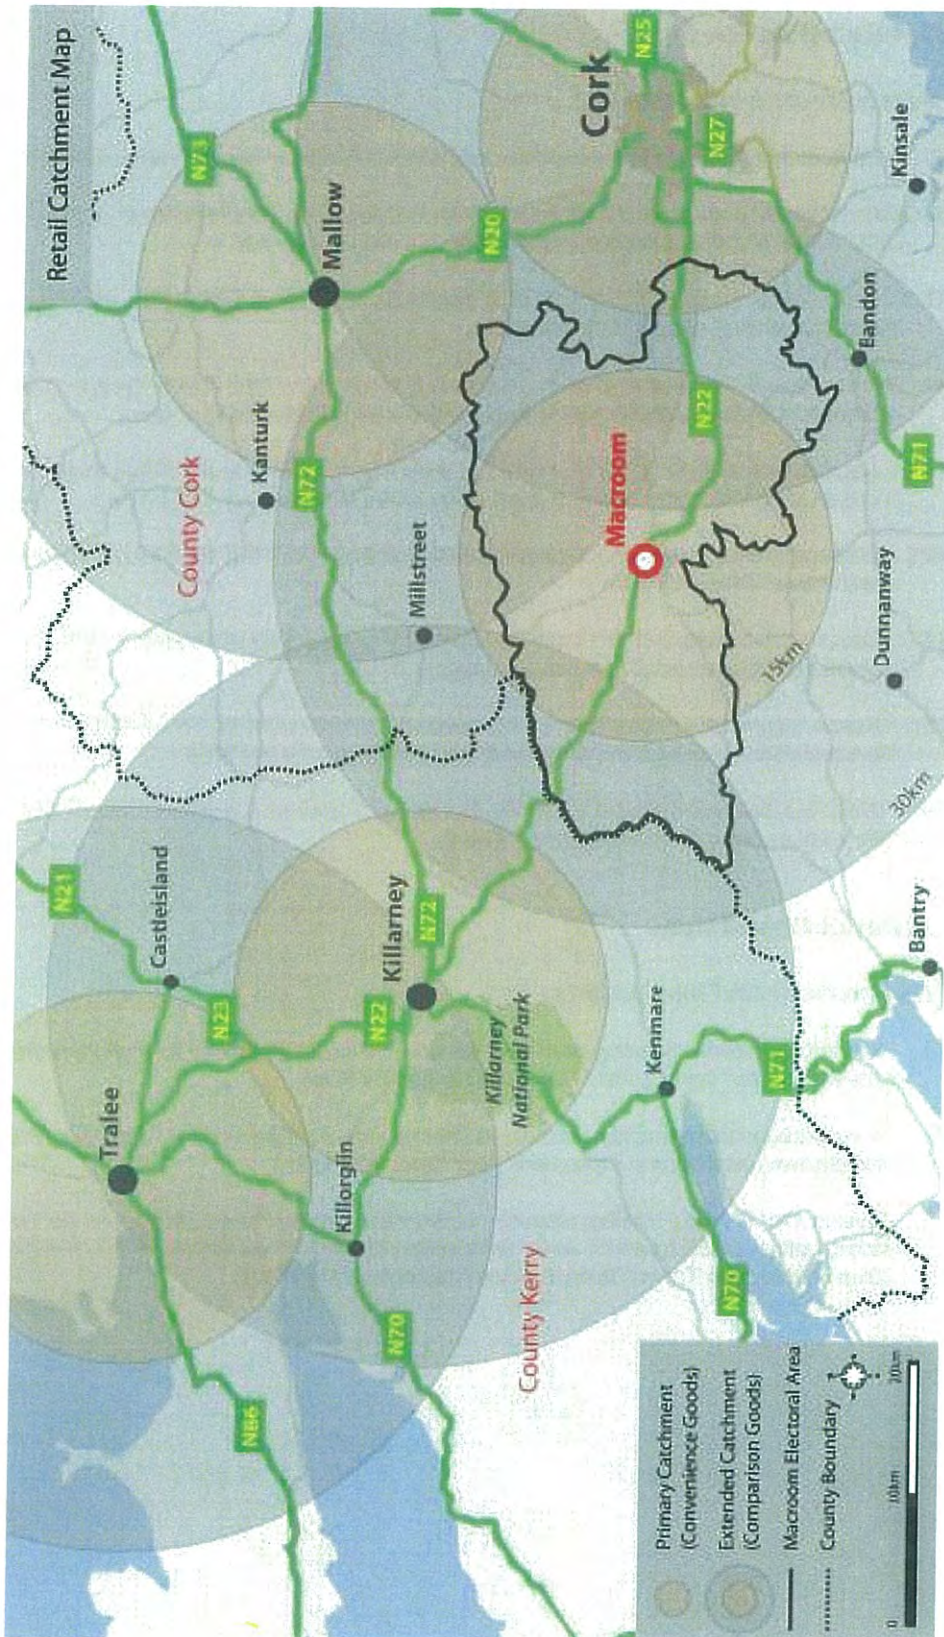 Retail Catchment Map
N21
Castleisland
Tralee
N23
N22
Killarney
N72
Killarney
National Park
Killorglin
N70
N86
County Kerry
Kenmare
N71
N70
Bantry
County Cork
Kanturk
N72
Millstreet
Mallow
N73
N20
Cork
N25
N27
Kinsale
Bandon
N71
N22
Macroom
15km
30km
Dunnanway
Primary Catchment
(Convenience Goods)
Extended Catchment
(Comparison Goods)
Macroom Electoral Area
County Boundary
0
10km
20km